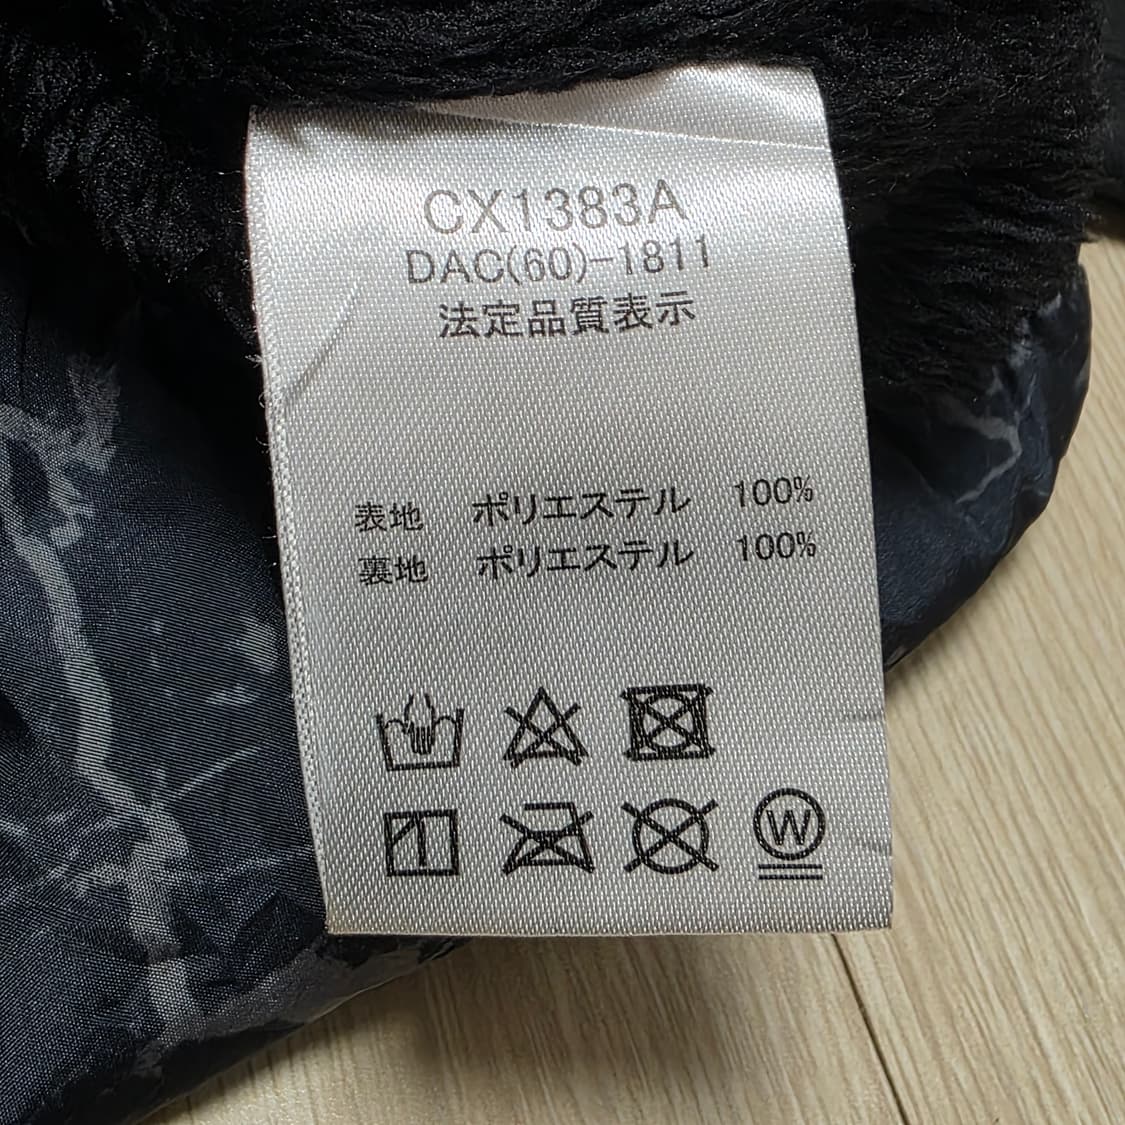 CX1383A
DAC(60)-1811
法定品質表示
表地 ポリエステル 100%
裏地 ポリエステル 100%
W